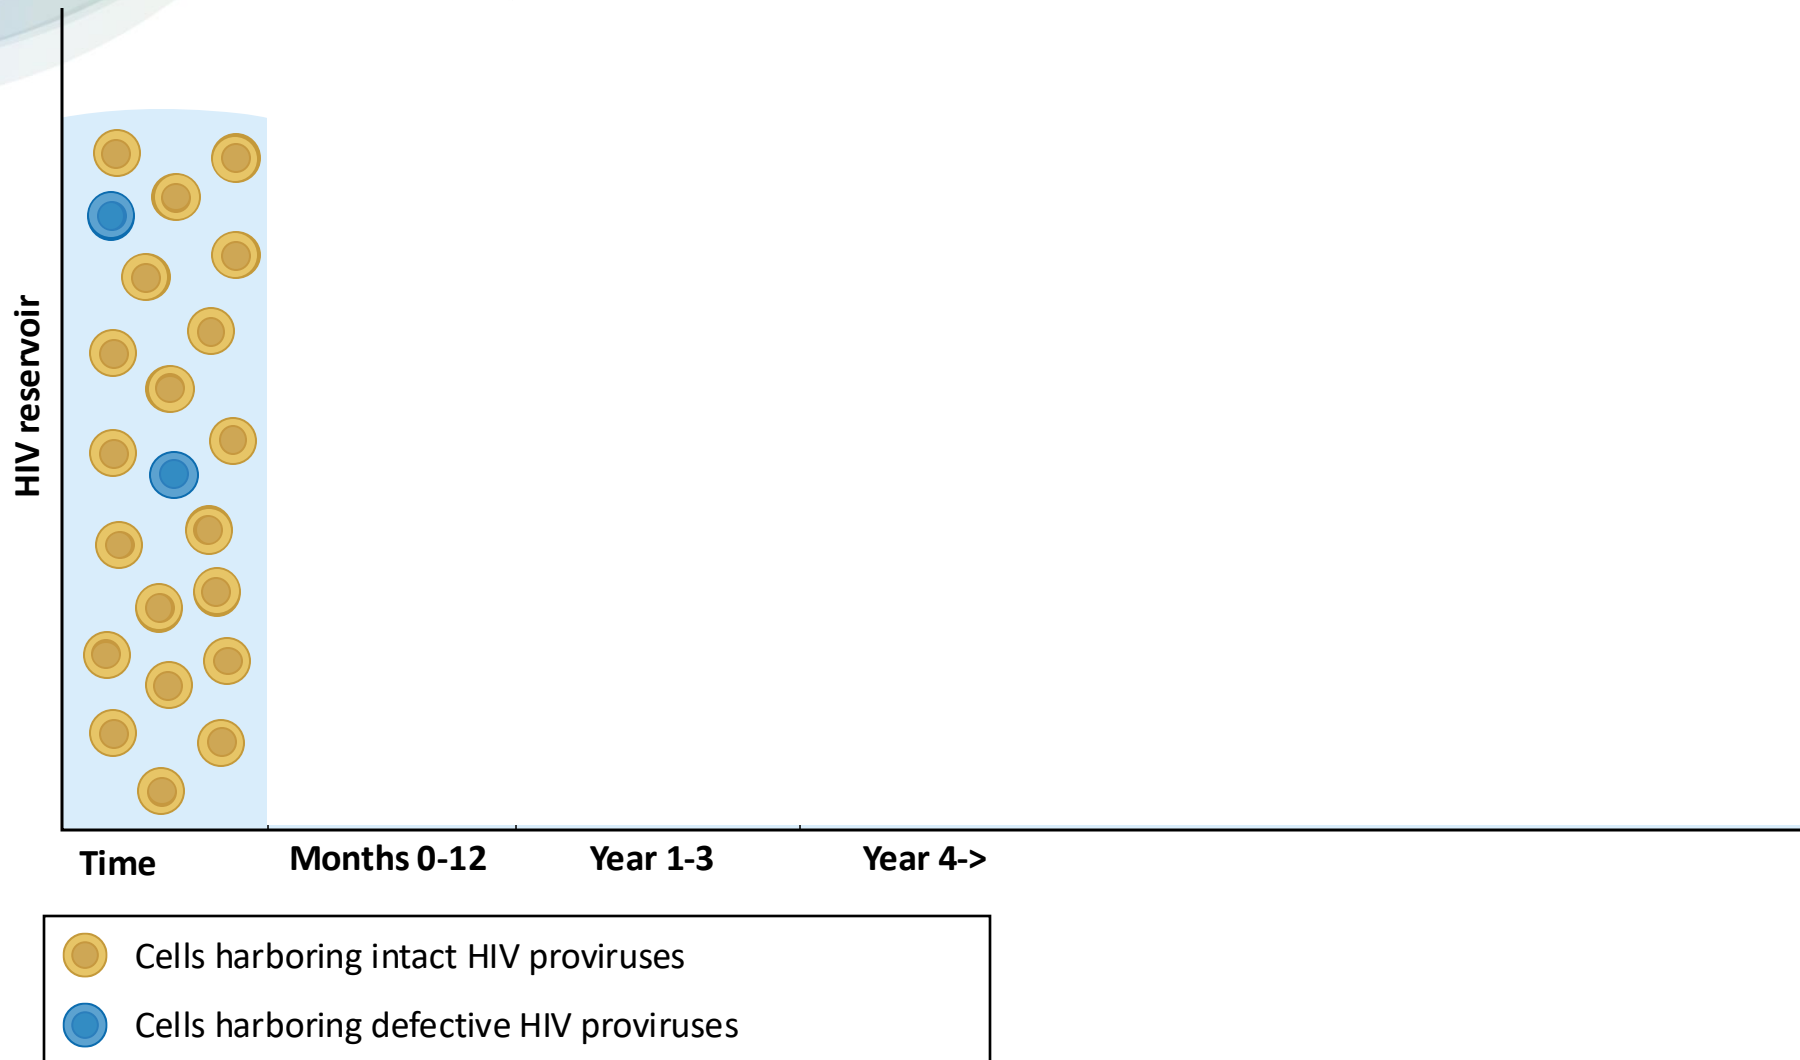 HIV reservoir
Time
Months 0-12
Year 1-3
Year 4->
Cells harboring intact HIV proviruses
Cells harboring defective HIV proviruses